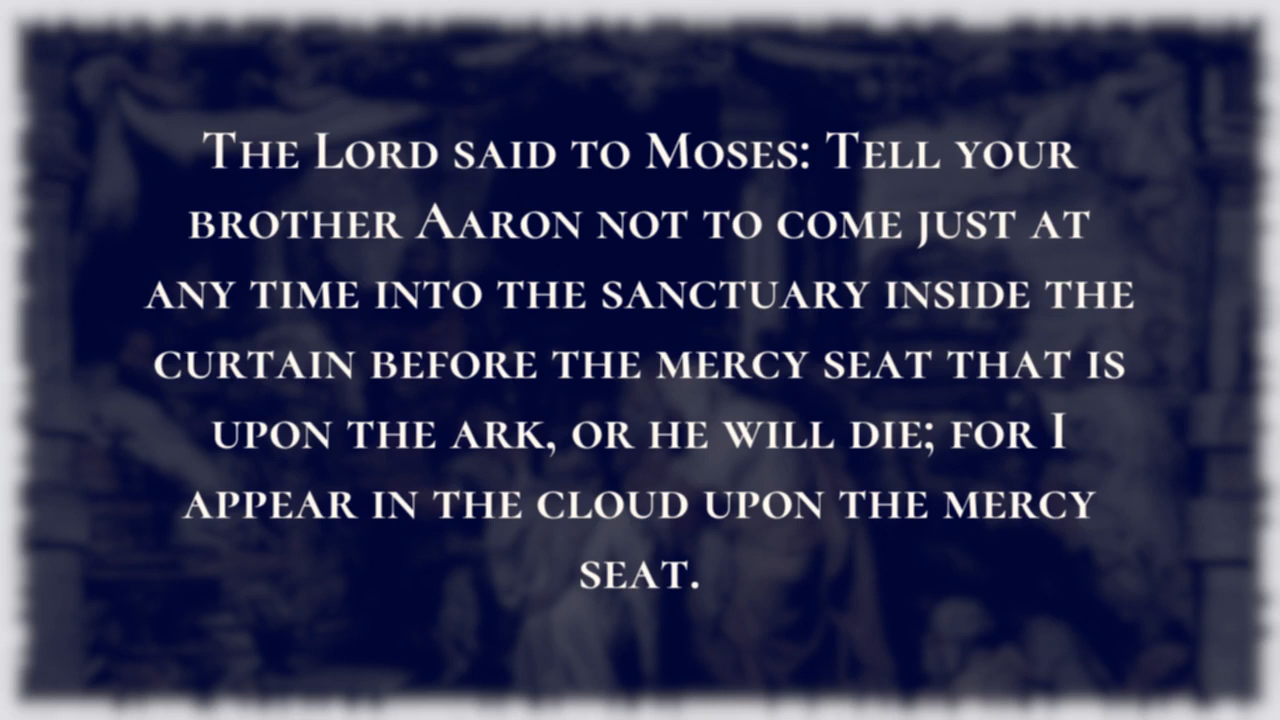 The Lord said to Moses: Tell your
brother Aaron not to come just at
any time into the sanctuary inside the
curtain before the mercy seat that is
upon the ark, or he will die; for I
appear in the cloud upon the mercy
seat.